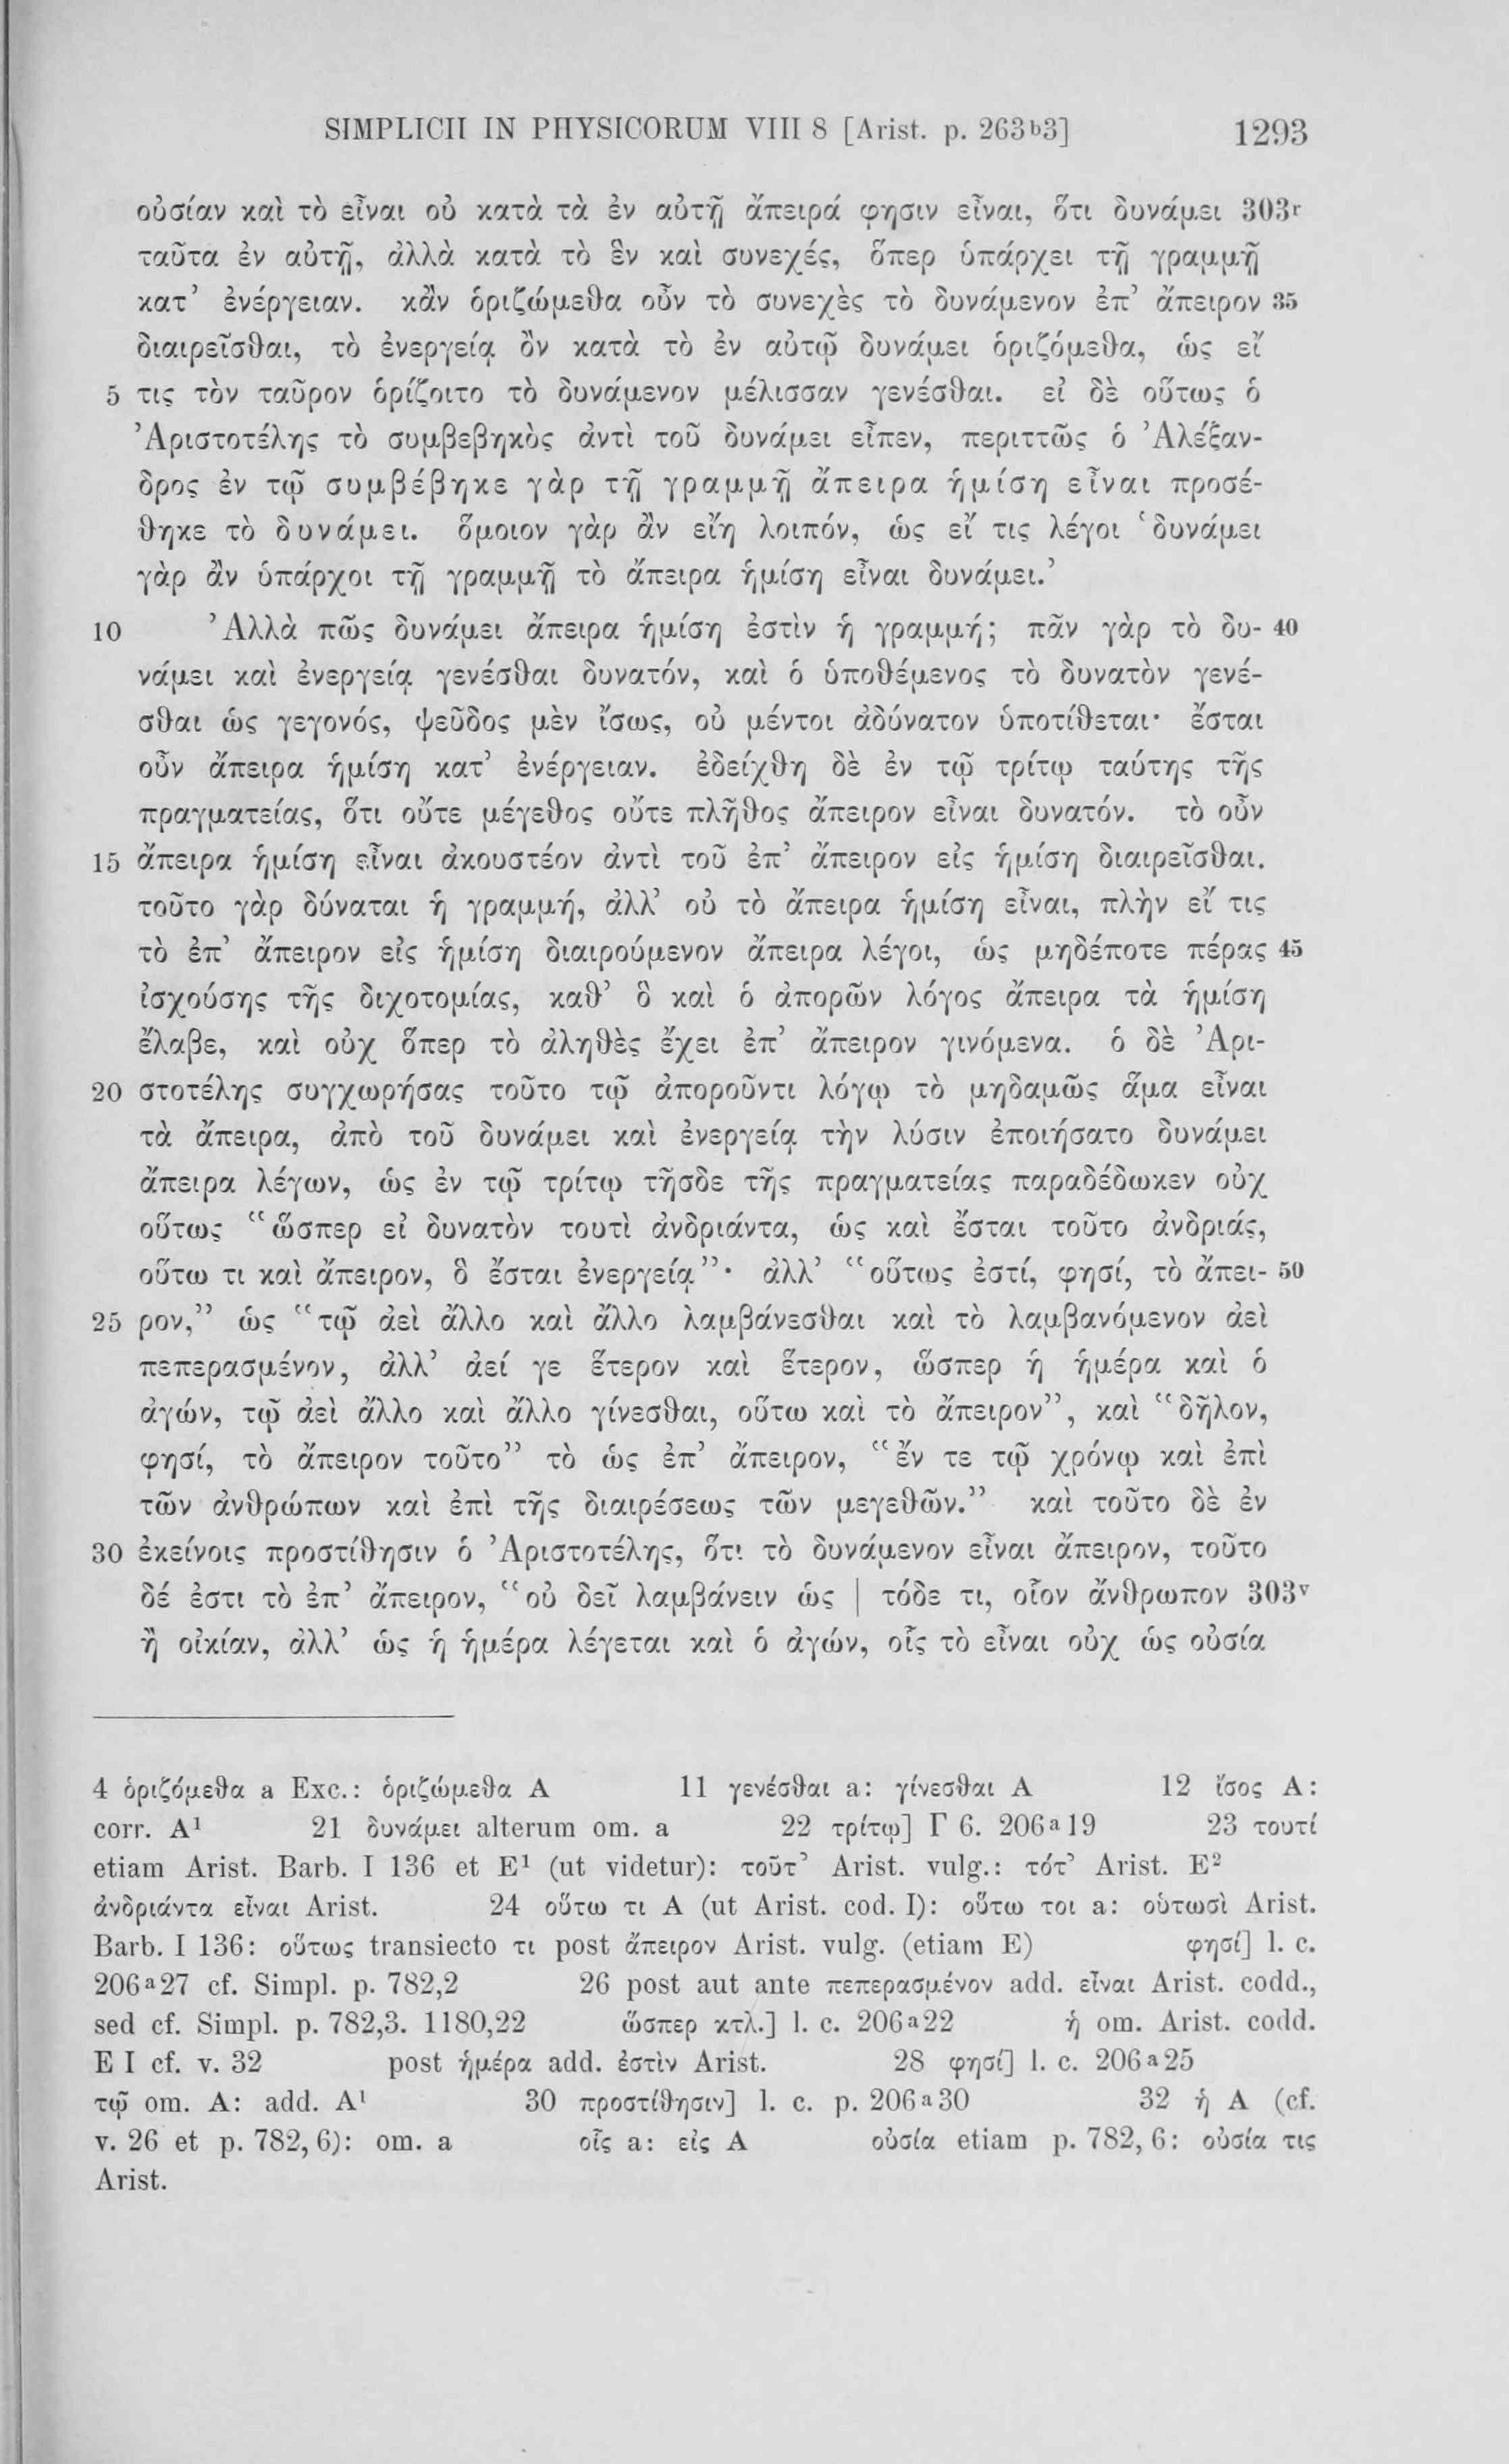 SIMPLICII IN PHYSICORUM VIII 8 [Arist. p. 263ᵇ3] 1293
οὐσίαν καὶ τὸ εἶναι οὐ κατὰ τὰ ἐν αὐτῇ ἄπειρά φησιν εἶναι, ὅτι δυνάμει 303ʳ
ταῦτα ἐν αὐτῇ, ἀλλὰ κατὰ τὸ ἓν καὶ συνεχές, ὅπερ ὑπάρχει τῇ γραμμῇ
κατ’ ἐνέργειαν. κἂν ὁριζώμεθα οὖν τὸ συνεχὲς τὸ δυνάμενον ἐπ’ ἄπειρον 35
διαιρεῖσθαι, τὸ ἐνεργείᾳ ὂν κατὰ τὸ ἐν αὐτῷ δυνάμει ὁριζόμεθα, ὡς εἴ
5 τις τὸν ταῦρον ὁρίζοιτο τὸ δυνάμενον μέλισσαν γενέσθαι. εἰ δὲ οὕτως ὁ
Ἀριστοτέλης τὸ συμβεβηκὸς ἀντὶ τοῦ δυνάμει εἶπεν, περιττῶς ὁ Ἀλέξαν-
δρος ἐν τῷ συμβέβηκε γὰρ τῇ γραμμῇ ἄπειρα ἡμίση εἶναι προσέ-
θηκε τὸ δυνάμει. ὅμοιον γὰρ ἂν εἴη λοιπόν, ὡς εἴ τις λέγοι ‘δυνάμει
γὰρ ἂν ὑπάρχοι τῇ γραμμῇ τὸ ἄπειρα ἡμίση εἶναι δυνάμει.’
10 Ἀλλὰ πῶς δυνάμει ἄπειρα ἡμίση ἐστὶν ἡ γραμμή; πᾶν γὰρ τὸ δυ- 40
νάμει καὶ ἐνεργείᾳ γενέσθαι δυνατόν, καὶ ὁ ὑποθέμενος τὸ δυνατὸν γενέ-
σθαι ὡς γεγονός, ψεῦδος μὲν ἴσως, οὐ μέντοι ἀδύνατον ὑποτίθεται· ἔσται
οὖν ἄπειρα ἡμίση κατ’ ἐνέργειαν. ἐδείχθη δὲ ἐν τῷ τρίτῳ ταύτης τῆς
πραγματείας, ὅτι οὔτε μέγεθος οὔτε πλῆθος ἄπειρον εἶναι δυνατόν. τὸ οὖν
15 ἄπειρα ἡμίση εἶναι ἀκουστέον ἀντὶ τοῦ ἐπ’ ἄπειρον εἰς ἡμίση διαιρεῖσθαι.
τοῦτο γὰρ δύναται ἡ γραμμή, ἀλλ’ οὐ τὸ ἄπειρα ἡμίση εἶναι, πλὴν εἴ τις
τὸ ἐπ’ ἄπειρον εἰς ἡμίση διαιρούμενον ἄπειρα λέγοι, ὡς μηδέποτε πέρας 45
ἰσχούσης τῆς διχοτομίας, καθ’ ὃ καὶ ὁ ἀπορῶν λόγος ἄπειρα τὰ ἡμίση
ἔλαβε, καὶ οὐχ ὅπερ τὸ ἀληθὲς ἔχει ἐπ’ ἄπειρον γινόμενα. ὁ δὲ Ἀρι-
20 στοτέλης συγχωρήσας τοῦτο τῷ ἀποροῦντι λόγῳ τὸ μηδαμῶς ἅμα εἶναι
τὰ ἄπειρα, ἀπὸ τοῦ δυνάμει καὶ ἐνεργείᾳ τὴν λύσιν ἐποιήσατο δυνάμει
ἄπειρα λέγων, ὡς ἐν τῷ τρίτῳ τῆσδε τῆς πραγματείας παραδέδωκεν οὐχ
οὕτως “ὥσπερ εἰ δυνατὸν τουτὶ ἀνδριάντα, ὡς καὶ ἔσται τοῦτο ἀνδριάς,
οὕτω τι καὶ ἄπειρον, ὃ ἔσται ἐνεργείᾳ”· ἀλλ’ “οὕτως ἐστί, φησί, τὸ ἄπει- 50
25 ρον,” ὡς “τῷ ἀεὶ ἄλλο καὶ ἄλλο λαμβάνεσθαι καὶ τὸ λαμβανόμενον ἀεὶ
πεπερασμένον, ἀλλ’ ἀεί γε ἕτερον καὶ ἕτερον, ὥσπερ ἡ ἡμέρα καὶ ὁ
ἀγών, τῷ ἀεὶ ἄλλο καὶ ἄλλο γίνεσθαι, οὕτω καὶ τὸ ἄπειρον”, καὶ “δῆλον,
φησί, τὸ ἄπειρον τοῦτο” τὸ ὡς ἐπ’ ἄπειρον, “ἔν τε τῷ χρόνῳ καὶ ἐπὶ
τῶν ἀνθρώπων καὶ ἐπὶ τῆς διαιρέσεως τῶν μεγεθῶν.” καὶ τοῦτο δὲ ἐν
30 ἐκείνοις προστίθησιν ὁ Ἀριστοτέλης, ὅτι τὸ δυνάμενον εἶναι ἄπειρον, τοῦτο
δέ ἐστι τὸ ἐπ’ ἄπειρον, “οὐ δεῖ λαμβάνειν ὡς | τόδε τι, οἷον ἄνθρωπον 303ᵛ
ἢ οἰκίαν, ἀλλ’ ὡς ἡ ἡμέρα λέγεται καὶ ὁ ἀγών, οἷς τὸ εἶναι οὐχ ὡς οὐσία
4 ὁριζόμεθα a Exc.: ὁριζώμεθα A 11 γενέσθαι a: γίνεσθαι A 12 ἴσος A:
corr. A¹ 21 δυνάμει alterum om. a 22 τρίτῳ] Γ 6. 206ᵃ19 23 τουτί
etiam Arist. Barb. I 136 et E¹ (ut videtur): τοῦτ’ Arist. vulg.: τότ’ Arist. E²
ἀνδριάντα εἶναι Arist. 24 οὕτω τι A (ut Arist. cod. I): οὕτω τοι a: οὑτωσὶ Arist.
Barb. I 136: οὕτως transiecto τι post ἄπειρον Arist. vulg. (etiam E) φησί] l. c.
206ᵃ27 cf. Simpl. p. 782,2 26 post aut ante πεπερασμένον add. εἶναι Arist. codd.,
sed cf. Simpl. p. 782,3. 1180,22 ὥσπερ κτλ.] l. c. 206ᵃ22 ἡ om. Arist. codd.
E I cf. v. 32 post ἡμέρα add. ἐστὶν Arist. 28 φησί] l. c. 206ᵃ25
τῷ om. A: add. A¹ 30 προστίθησιν] l. c. p. 206ᵃ30 32 ἡ A (cf.
v. 26 et p. 782, 6): om. a οἷς a: εἰς A οὐσία etiam p. 782, 6: οὐσία τις
Arist.